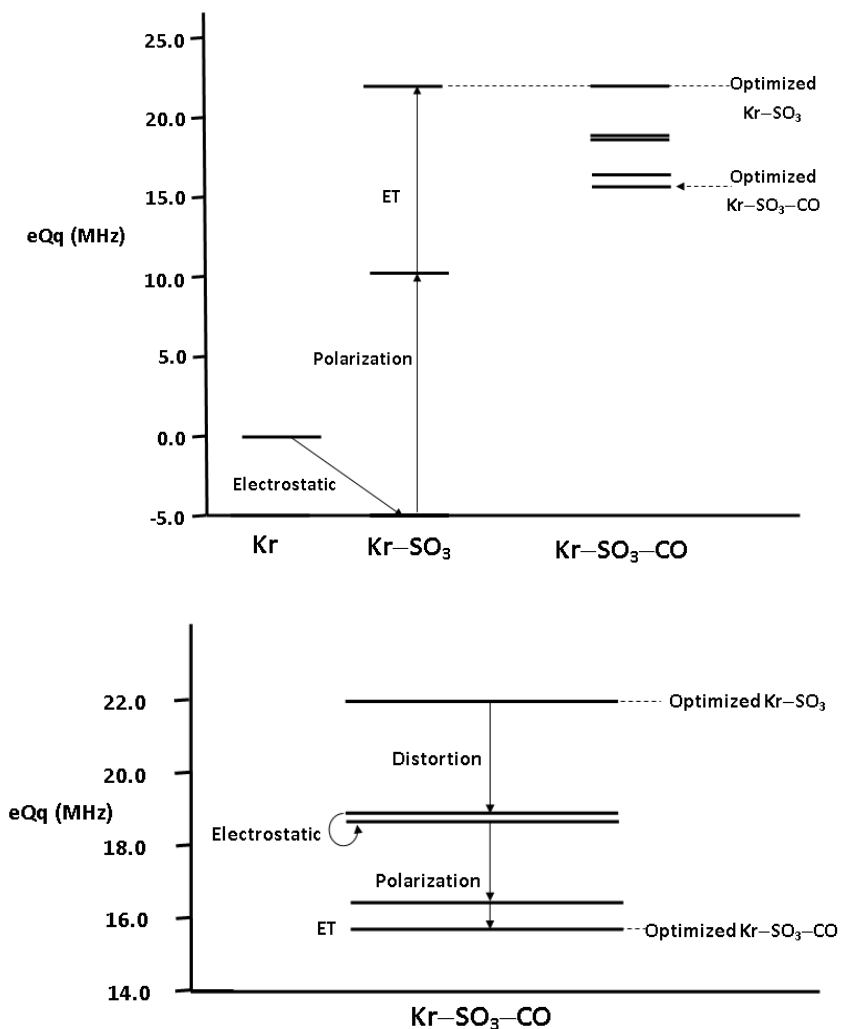 25.0
Optimized
Kr–SO₃
20.0
ET
Optimized
Kr–SO₃–CO
15.0
eQq (MHz)
10.0
Polarization
5.0
0.0
Electrostatic
-5.0
Kr
Kr–SO₃
Kr–SO₃–CO
22.0
Optimized Kr–SO₃
Distortion
20.0
eQq (MHz)
Electrostatic
18.0
Polarization
16.0
ET
Optimized Kr–SO₃–CO
14.0
Kr–SO₃–CO